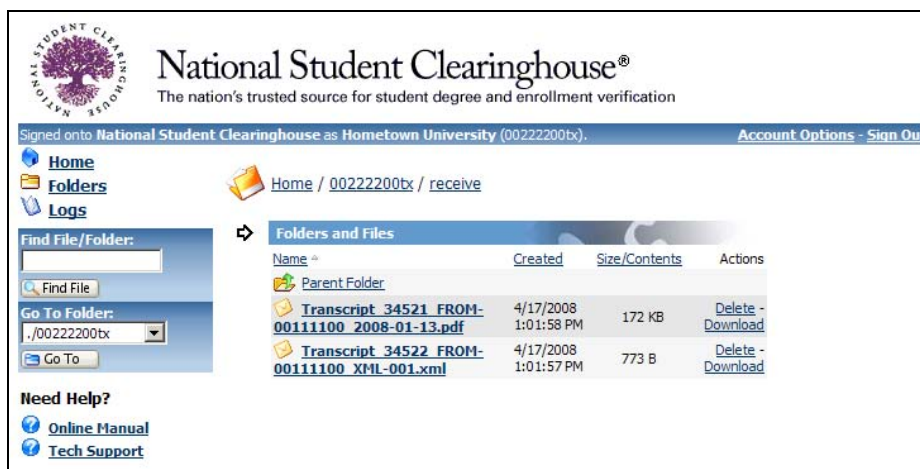 NATIONAL STUDENT CLEARINGHOUSE
National Student Clearinghouse®
The nation's trusted source for student degree and enrollment verification
Signed onto National Student Clearinghouse as Hometown University (00222200tx).
Account Options - Sign Ou
Home
Folders
Logs
Home / 00222200tx / receive
Find File/Folder:
Find File
Go To Folder:
./00222200tx
Go To
Need Help?
Online Manual
Tech Support
Folders and Files
Name Created Size/Contents Actions
Parent Folder
Transcript_34521_FROM- 4/17/2008 172 KB Delete -
00111100_2008-01-13.pdf 1:01:58 PM Download
Transcript_34522_FROM- 4/17/2008 773 B Delete -
00111100_XML-001.xml 1:01:57 PM Download